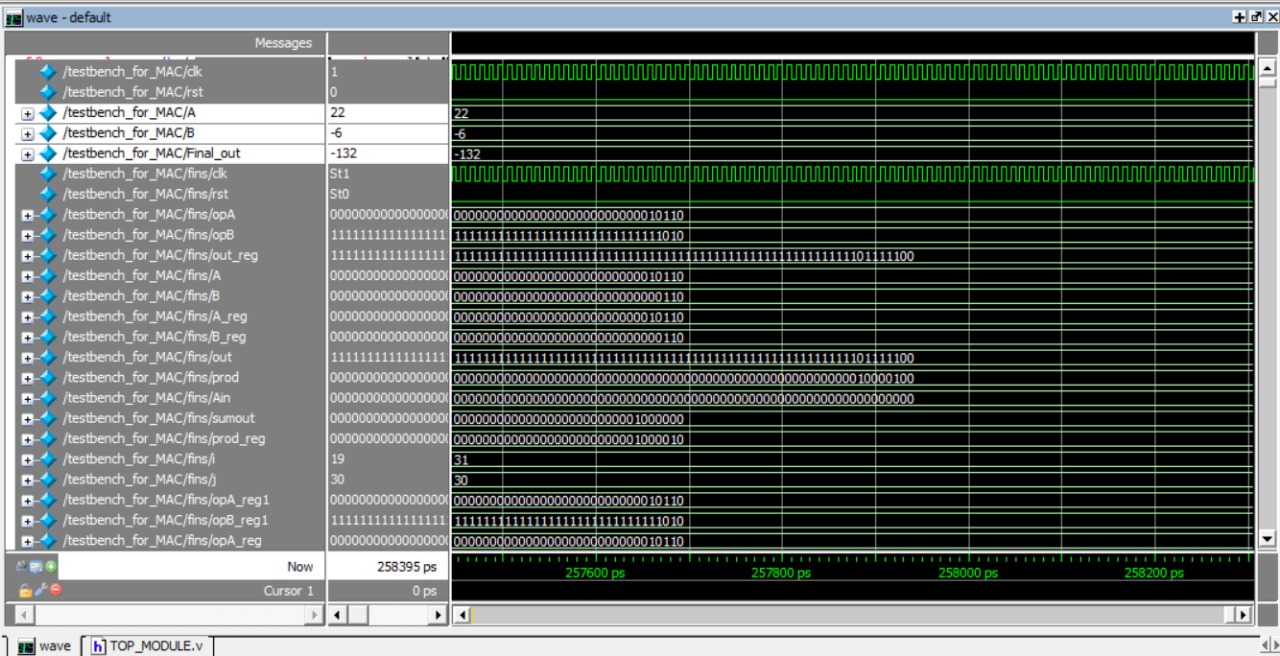 wave - default
Messages
/testbench_for_MAC/clk 1
/testbench_for_MAC/rst 0
/testbench_for_MAC/A 22 22
/testbench_for_MAC/B -6 -6
/testbench_for_MAC/Final_out -132 -132
/testbench_for_MAC/fins/clk St1
/testbench_for_MAC/fins/rst St0
/testbench_for_MAC/fins/opA 0000000000000000 00000000000000000000000000010110
/testbench_for_MAC/fins/opB 1111111111111111 11111111111111111111111111111010
/testbench_for_MAC/fins/out_reg 1111111111111111 1111111111111111111111111111111111111111111111111111111101111100
/testbench_for_MAC/fins/A 0000000000000000 00000000000000000000000000010110
/testbench_for_MAC/fins/B 0000000000000000 00000000000000000000000000000110
/testbench_for_MAC/fins/A_reg 0000000000000000 00000000000000000000000000010110
/testbench_for_MAC/fins/B_reg 0000000000000000 00000000000000000000000000000110
/testbench_for_MAC/fins/out 1111111111111111 1111111111111111111111111111111111111111111111111111111101111100
/testbench_for_MAC/fins/prod 0000000000000000 0000000000000000000000000000000000000000000000000000000010000100
/testbench_for_MAC/fins/Ain 0000000000000000 0000000000000000000000000000000000000000000000000000000000000000
/testbench_for_MAC/fins/sumout 0000000000000000 00000000000000000000000001000000
/testbench_for_MAC/fins/prod_reg 0000000000000000 00000000000000000000000001000010
/testbench_for_MAC/fins/i 19 31
/testbench_for_MAC/fins/j 30 30
/testbench_for_MAC/fins/opA_reg1 0000000000000000 00000000000000000000000000010110
/testbench_for_MAC/fins/opB_reg1 1111111111111111 11111111111111111111111111111010
/testbench_for_MAC/fins/opA_reg 0000000000000000 00000000000000000000000000010110
Now 258395 ps 257600 ps 257800 ps 258000 ps 258200 ps
Cursor 1 0 ps
wave TOP_MODULE.v